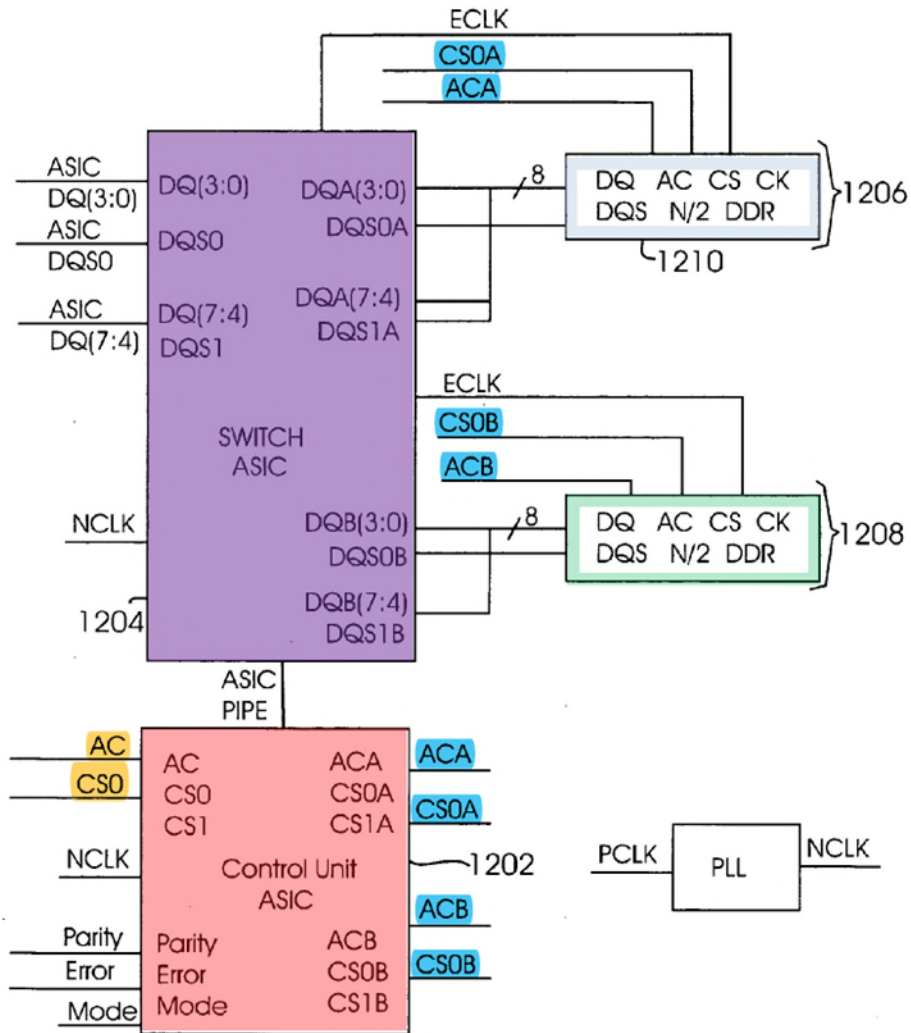 ECLK
CS0A
ACA
ASIC
DQ(3:0)
DQ(3:0)
DQA(3:0)
8
DQ AC CS CK
DQS N/2 DDR
1206
ASIC
DQS0
DQS0
DQS0A
1210
ASIC
DQ(7:4)
DQ(7:4)
DQS1
DQA(7:4)
DQS1A
ECLK
CS0B
ACB
SWITCH
ASIC
NCLK
DQB(3:0)
DQS0B
8
DQ AC CS CK
DQS N/2 DDR
1208
1204
DQB(7:4)
DQS1B
ASIC
PIPE
AC
CS0
AC
CS0
CS1
ACA
CS0A
CS1A
ACA
CS0A
NCLK
Control Unit
ASIC
1202
PCLK
PLL
NCLK
ACB
CS0B
Parity
Error
Mode
Parity
Error
Mode
ACB
CS0B
CS1B